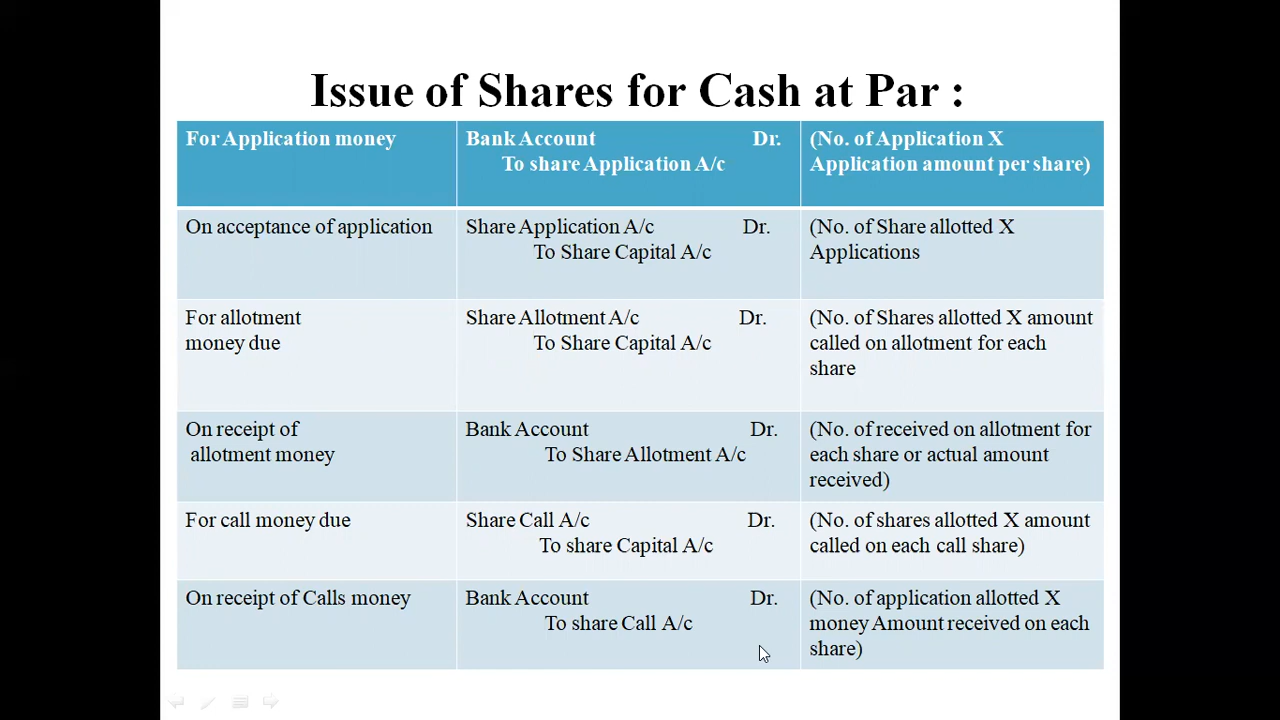 Issue of Shares for Cash at Par :
For Application money
Bank Account Dr.
To share Application A/c
(No. of Application X
Application amount per share)
On acceptance of application
Share Application A/c Dr.
To Share Capital A/c
(No. of Share allotted X
Applications
For allotment
money due
Share Allotment A/c Dr.
To Share Capital A/c
(No. of Shares allotted X amount
called on allotment for each
share
On receipt of
allotment money
Bank Account Dr.
To Share Allotment A/c
(No. of received on allotment for
each share or actual amount
received)
For call money due
Share Call A/c Dr.
To share Capital A/c
(No. of shares allotted X amount
called on each call share)
On receipt of Calls money
Bank Account Dr.
To share Call A/c
(No. of application allotted X
money Amount received on each
share)